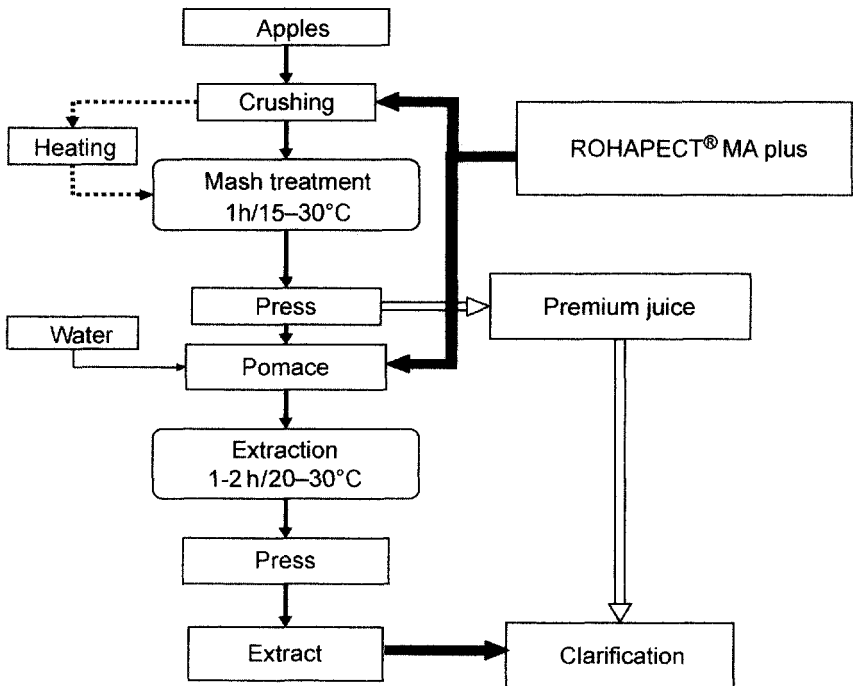 Apples
Crushing
Heating
ROHAPECT® MA plus
Mash treatment
1h/15–30°C
Press
Premium juice
Water
Pomace
Extraction
1-2 h/20–30°C
Press
Extract
Clarification